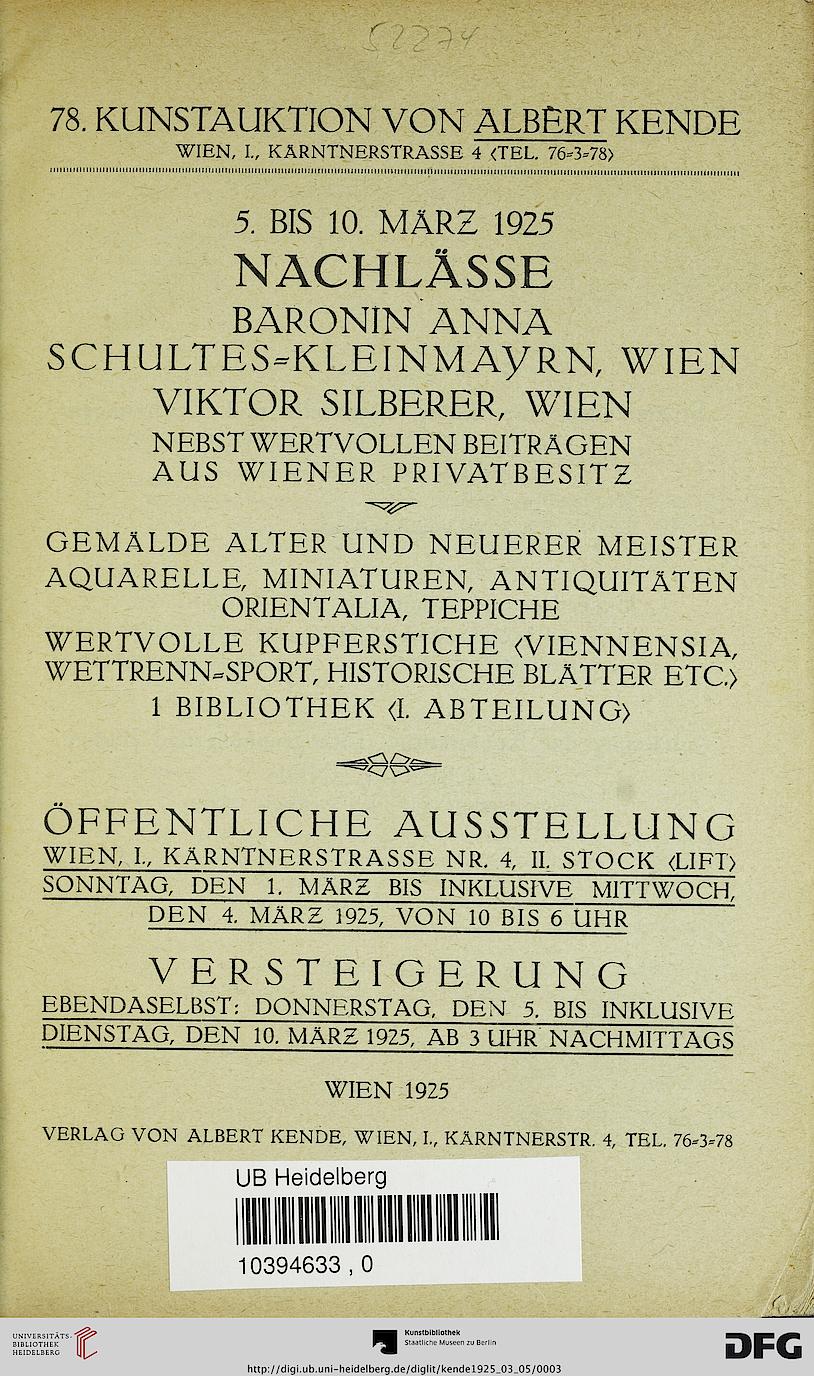 52274
78. KUNSTAUKTION VON ALBERT KENDE
WIEN, I., KÄRNTNERSTRASSE 4 ⟨TEL. 76=3=78⟩
5. BIS 10. MÄRZ 1925
NACHLÄSSE
BARONIN ANNA
SCHULTES=KLEINMAYRN, WIEN
VIKTOR SILBERER, WIEN
NEBST WERTVOLLEN BEITRÄGEN
AUS WIENER PRIVATBESITZ
GEMÄLDE ALTER UND NEUERER MEISTER
AQUARELLE, MINIATUREN, ANTIQUITÄTEN
ORIENTALIA, TEPPICHE
WERTVOLLE KUPFERSTICHE ⟨VIENNENSIA,
WETTRENN=SPORT, HISTORISCHE BLÄTTER ETC.⟩
1 BIBLIOTHEK ⟨I. ABTEILUNG⟩
ÖFFENTLICHE AUSSTELLUNG
WIEN, I., KÄRNTNERSTRASSE NR. 4, II. STOCK ⟨LIFT⟩
SONNTAG, DEN 1. MÄRZ BIS INKLUSIVE MITTWOCH,
DEN 4. MÄRZ 1925, VON 10 BIS 6 UHR
VERSTEIGERUNG
EBENDASELBST: DONNERSTAG, DEN 5. BIS INKLUSIVE
DIENSTAG, DEN 10. MÄRZ 1925, AB 3 UHR NACHMITTAGS
WIEN 1925
VERLAG VON ALBERT KENDE, WIEN, I., KÄRNTNERSTR. 4, TEL. 76=3=78
UB Heidelberg
10394633 , 0
UNIVERSITÄTS-
BIBLIOTHEK
HEIDELBERG
Kunstbibliothek
Staatliche Museen zu Berlin
DFG
http://digi.ub.uni-heidelberg.de/diglit/kende1925_03_05/0003